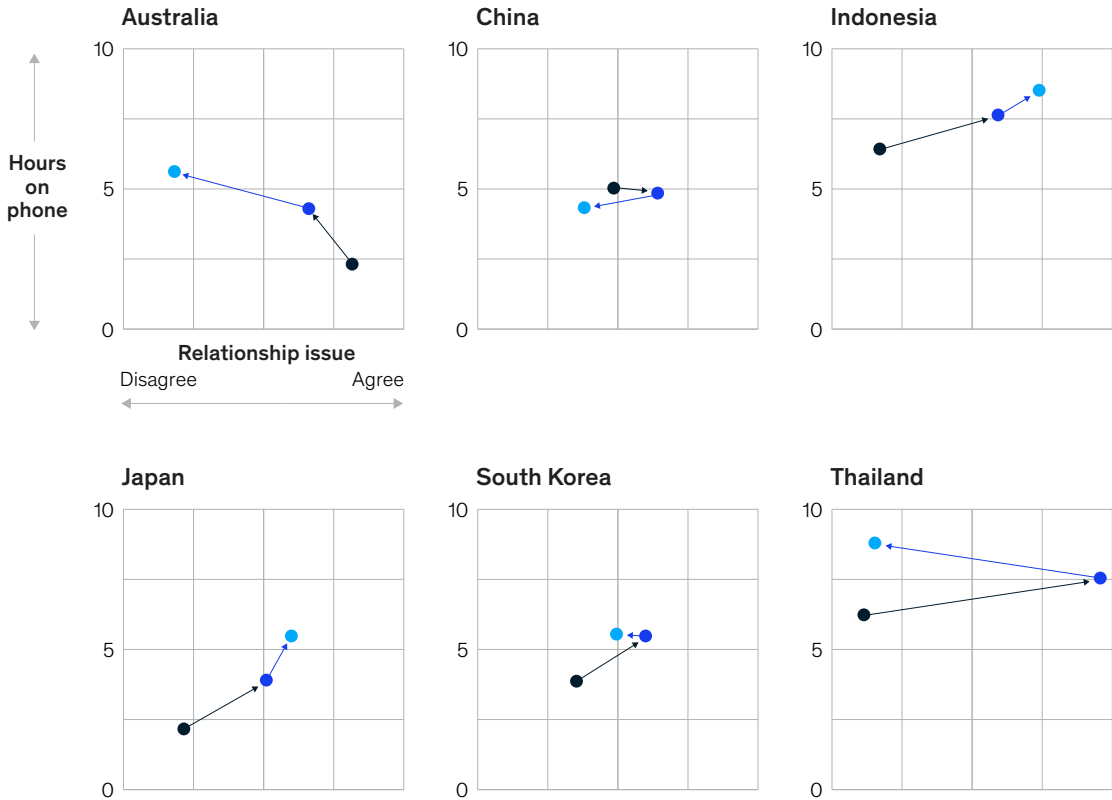 Australia
China
Indonesia
10
10
10
Hours
on
phone
5
5
5
0
0
0
Relationship issue
Disagree
Agree
Japan
South Korea
Thailand
10
10
10
5
5
5
0
0
0